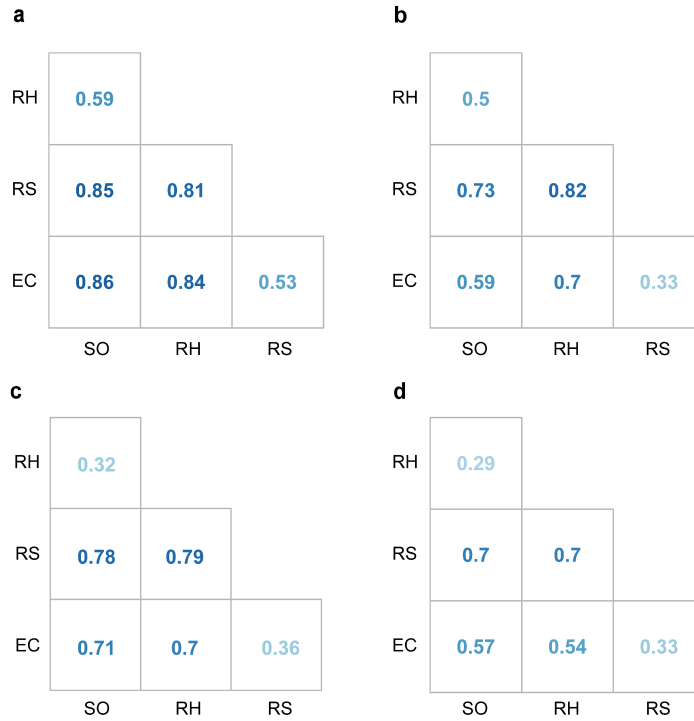 a
b
RH 0.59
RH 0.5
RS 0.85 0.81
RS 0.73 0.82
EC 0.86 0.84 0.53
EC 0.59 0.7 0.33
SO RH RS
SO RH RS
c
d
RH 0.32
RH 0.29
RS 0.78 0.79
RS 0.7 0.7
EC 0.71 0.7 0.36
EC 0.57 0.54 0.33
SO RH RS
SO RH RS